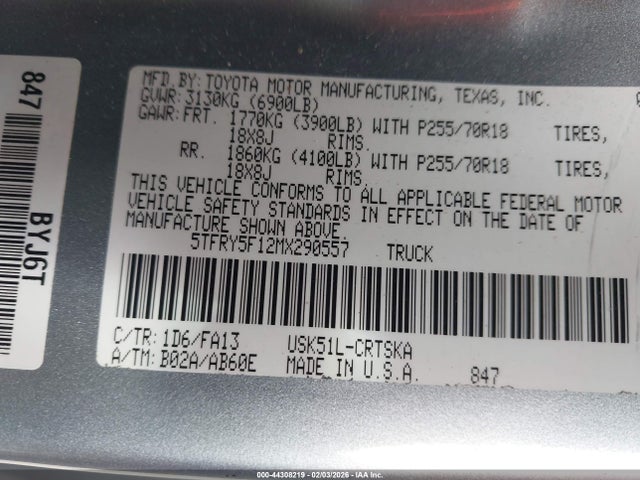 MFD.BY:TOYOTA MOTOR MANUFACTURING, TEXAS, INC.
GVWR:3130KG (6900LB)
GAWR:FRT. 1770KG (3900LB) WITH P255/70R18 TIRES,
18X8J RIMS.
RR. 1860KG (4100LB) WITH P255/70R18 TIRES,
18X8J RIMS.
THIS VEHICLE CONFORMS TO ALL APPLICABLE FEDERAL MOTOR
VEHICLE SAFETY STANDARDS IN EFFECT ON THE DATE OF
MANUFACTURE SHOWN ABOVE.
5TFRY5F12MX290557 TRUCK
C/TR:1D6/FA13 USK51L-CRTSKA
A/TM:B02A/AB60E MADE IN U.S.A. 847
847
BYJ6T
000-44308219 - 02/03/2026 - IAA Inc.